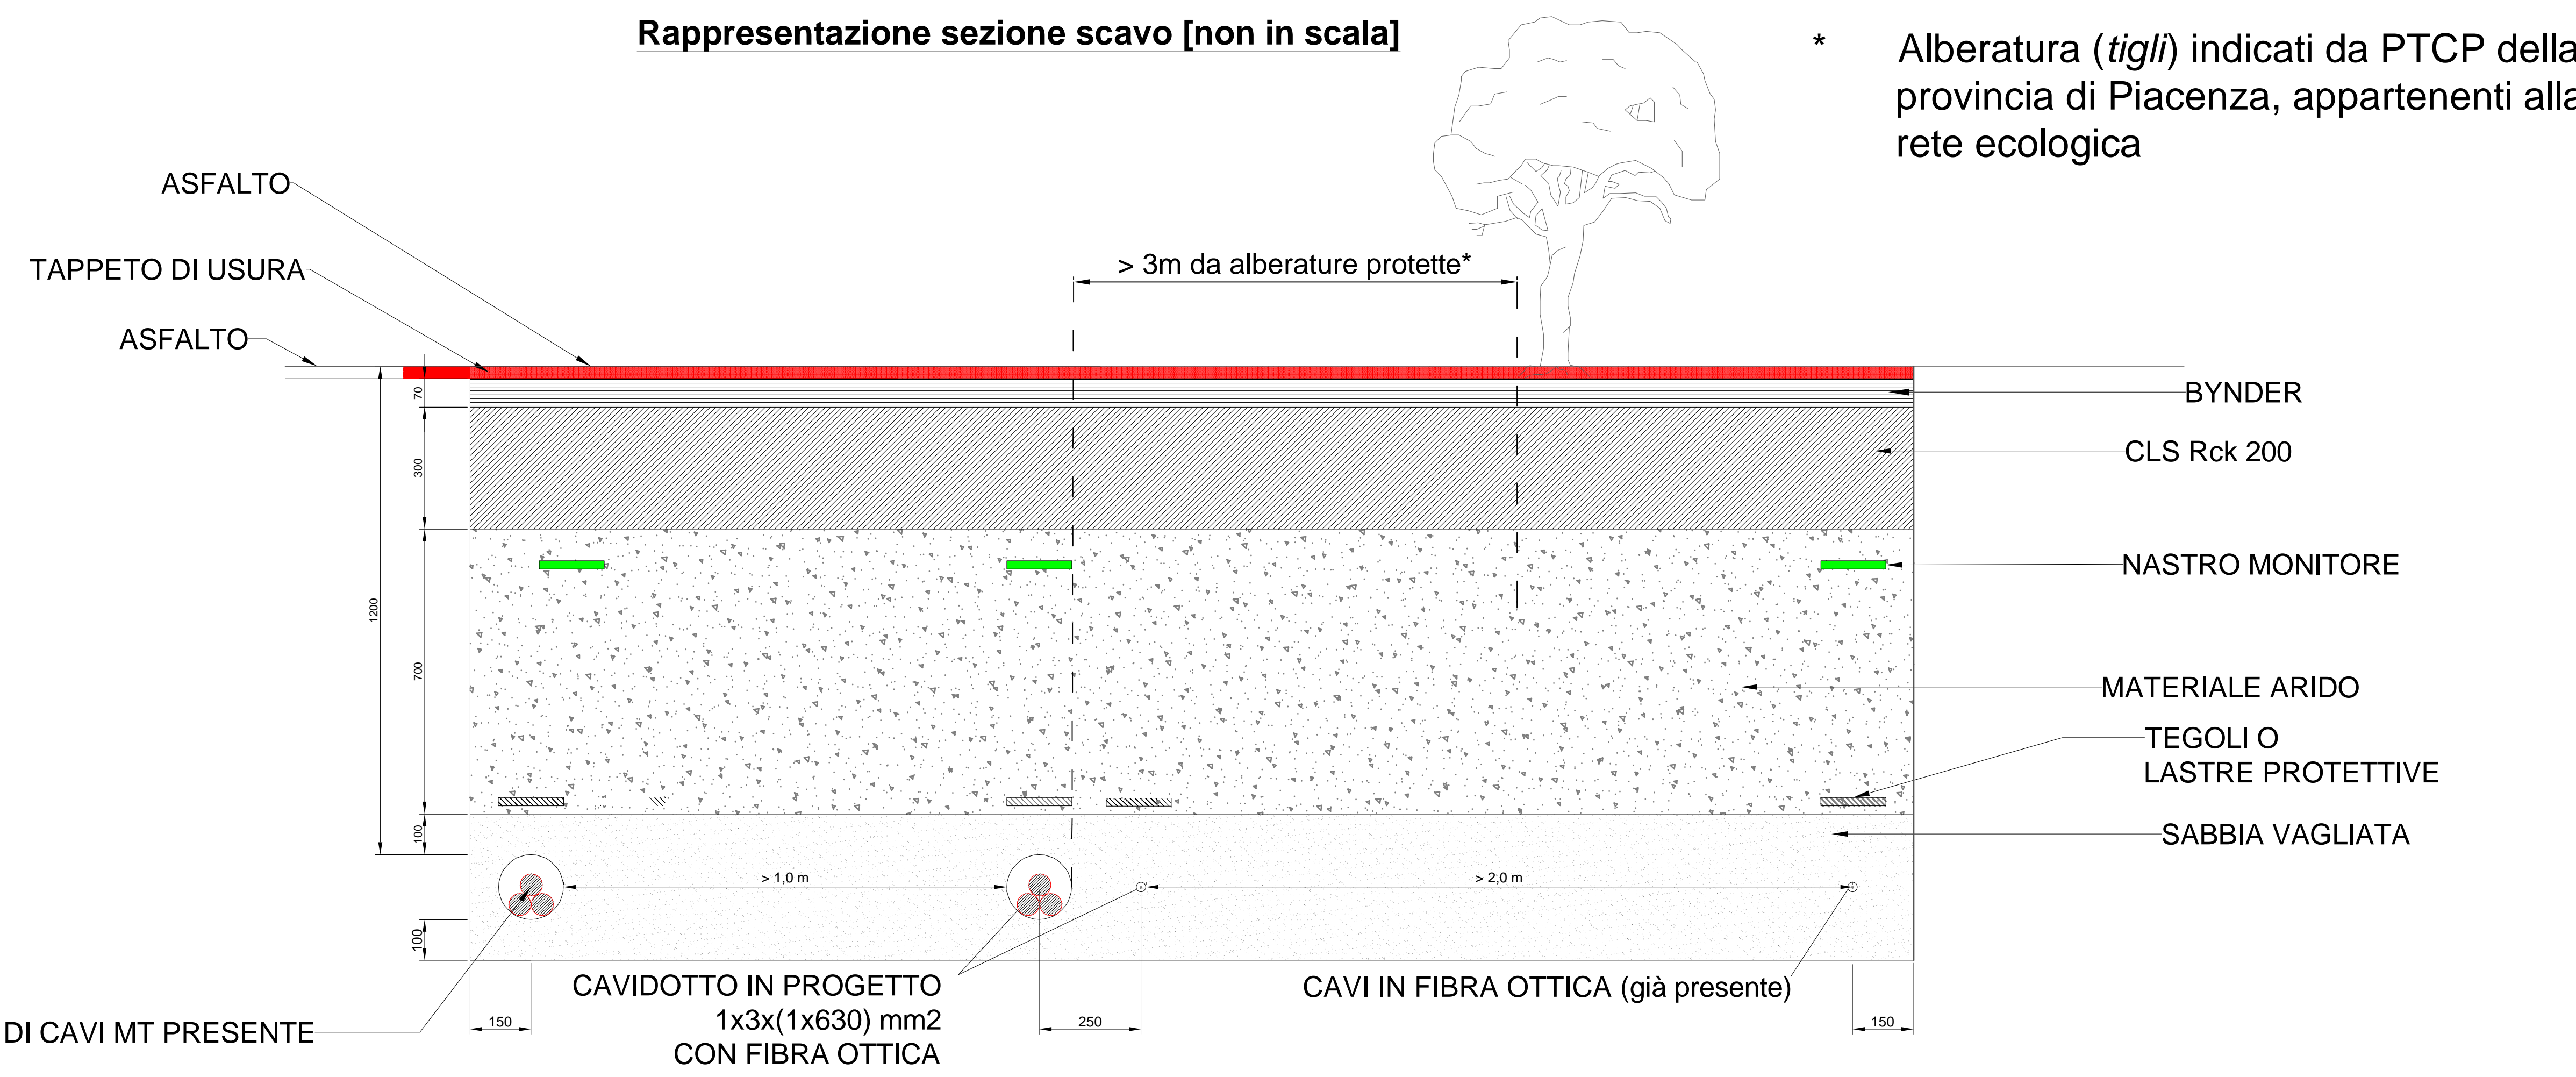 Rappresentazione sezione scavo [non in scala]
* Alberatura (tigli) indicati da PTCP della
provincia di Piacenza, appartenenti alla
rete ecologica
ASFALTO
TAPPETO DI USURA
ASFALTO
> 3m da alberature protette*
70
300
1200
700
100
100
BYNDER
CLS Rck 200
NASTRO MONITORE
MATERIALE ARIDO
TEGOLI O
LASTRE PROTETTIVE
SABBIA VAGLIATA
> 1,0 m
> 2,0 m
CAVIDOTTO IN PROGETTO
1x3x(1x630) mm2
CON FIBRA OTTICA
CAVI IN FIBRA OTTICA (già presente)
DI CAVI MT PRESENTE
150
250
150